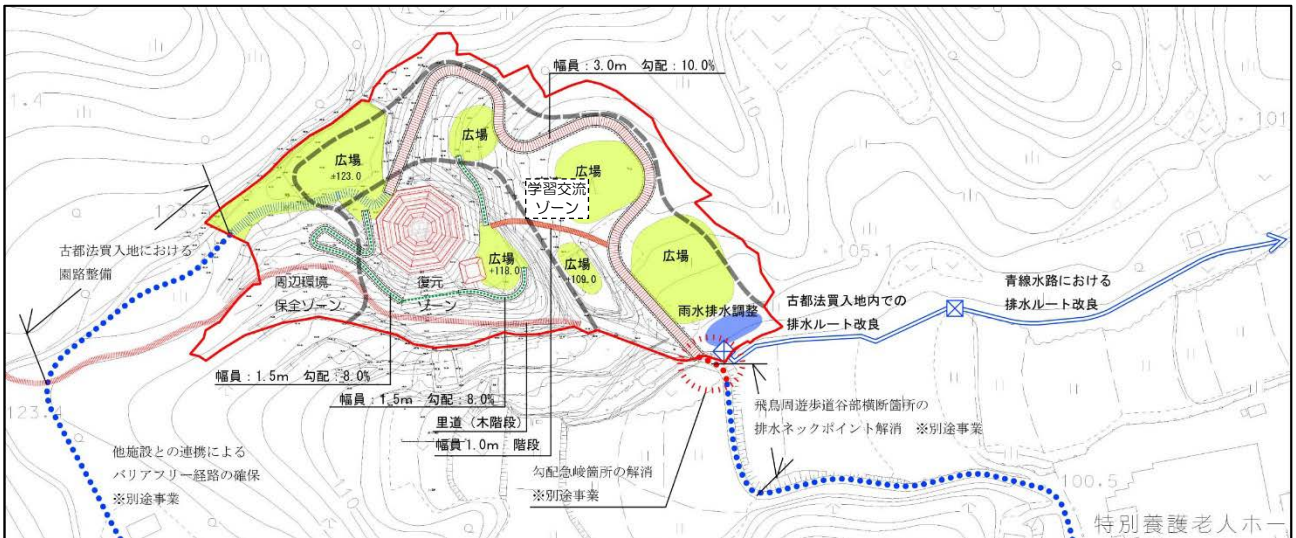 幅員：3.0m　勾配：10.0%
1.4
110
101
広場
広場
±123.0
広場
学習交流
ゾーン
123.5
古都法買入地における
園路整備
105.
広場
広場
+118.0
広場
+109.0
周辺環境
保全ゾーン
復元
ゾーン
雨水排水調整
古都法買入地内での
排水ルート改良
青線水路における
排水ルート改良
幅員：1.5m　勾配：8.0%
幅員：1.5m　勾配：8.0%
里道（木階段）
幅員1.0m　階段
123.4
飛鳥周遊歩道谷部横断箇所の
排水ネックポイント解消　※別途事業
他施設との連携による
バリアフリー経路の確保
※別途事業
勾配急峻箇所の解消
※別途事業
100.5
特別養護老人ホー